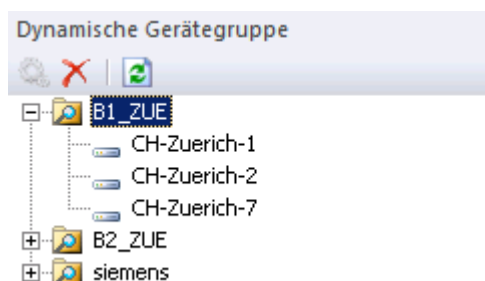 Dynamische Gerätegruppe
B1_ZUE
CH-Zuerich-1
CH-Zuerich-2
CH-Zuerich-7
B2_ZUE
siemens